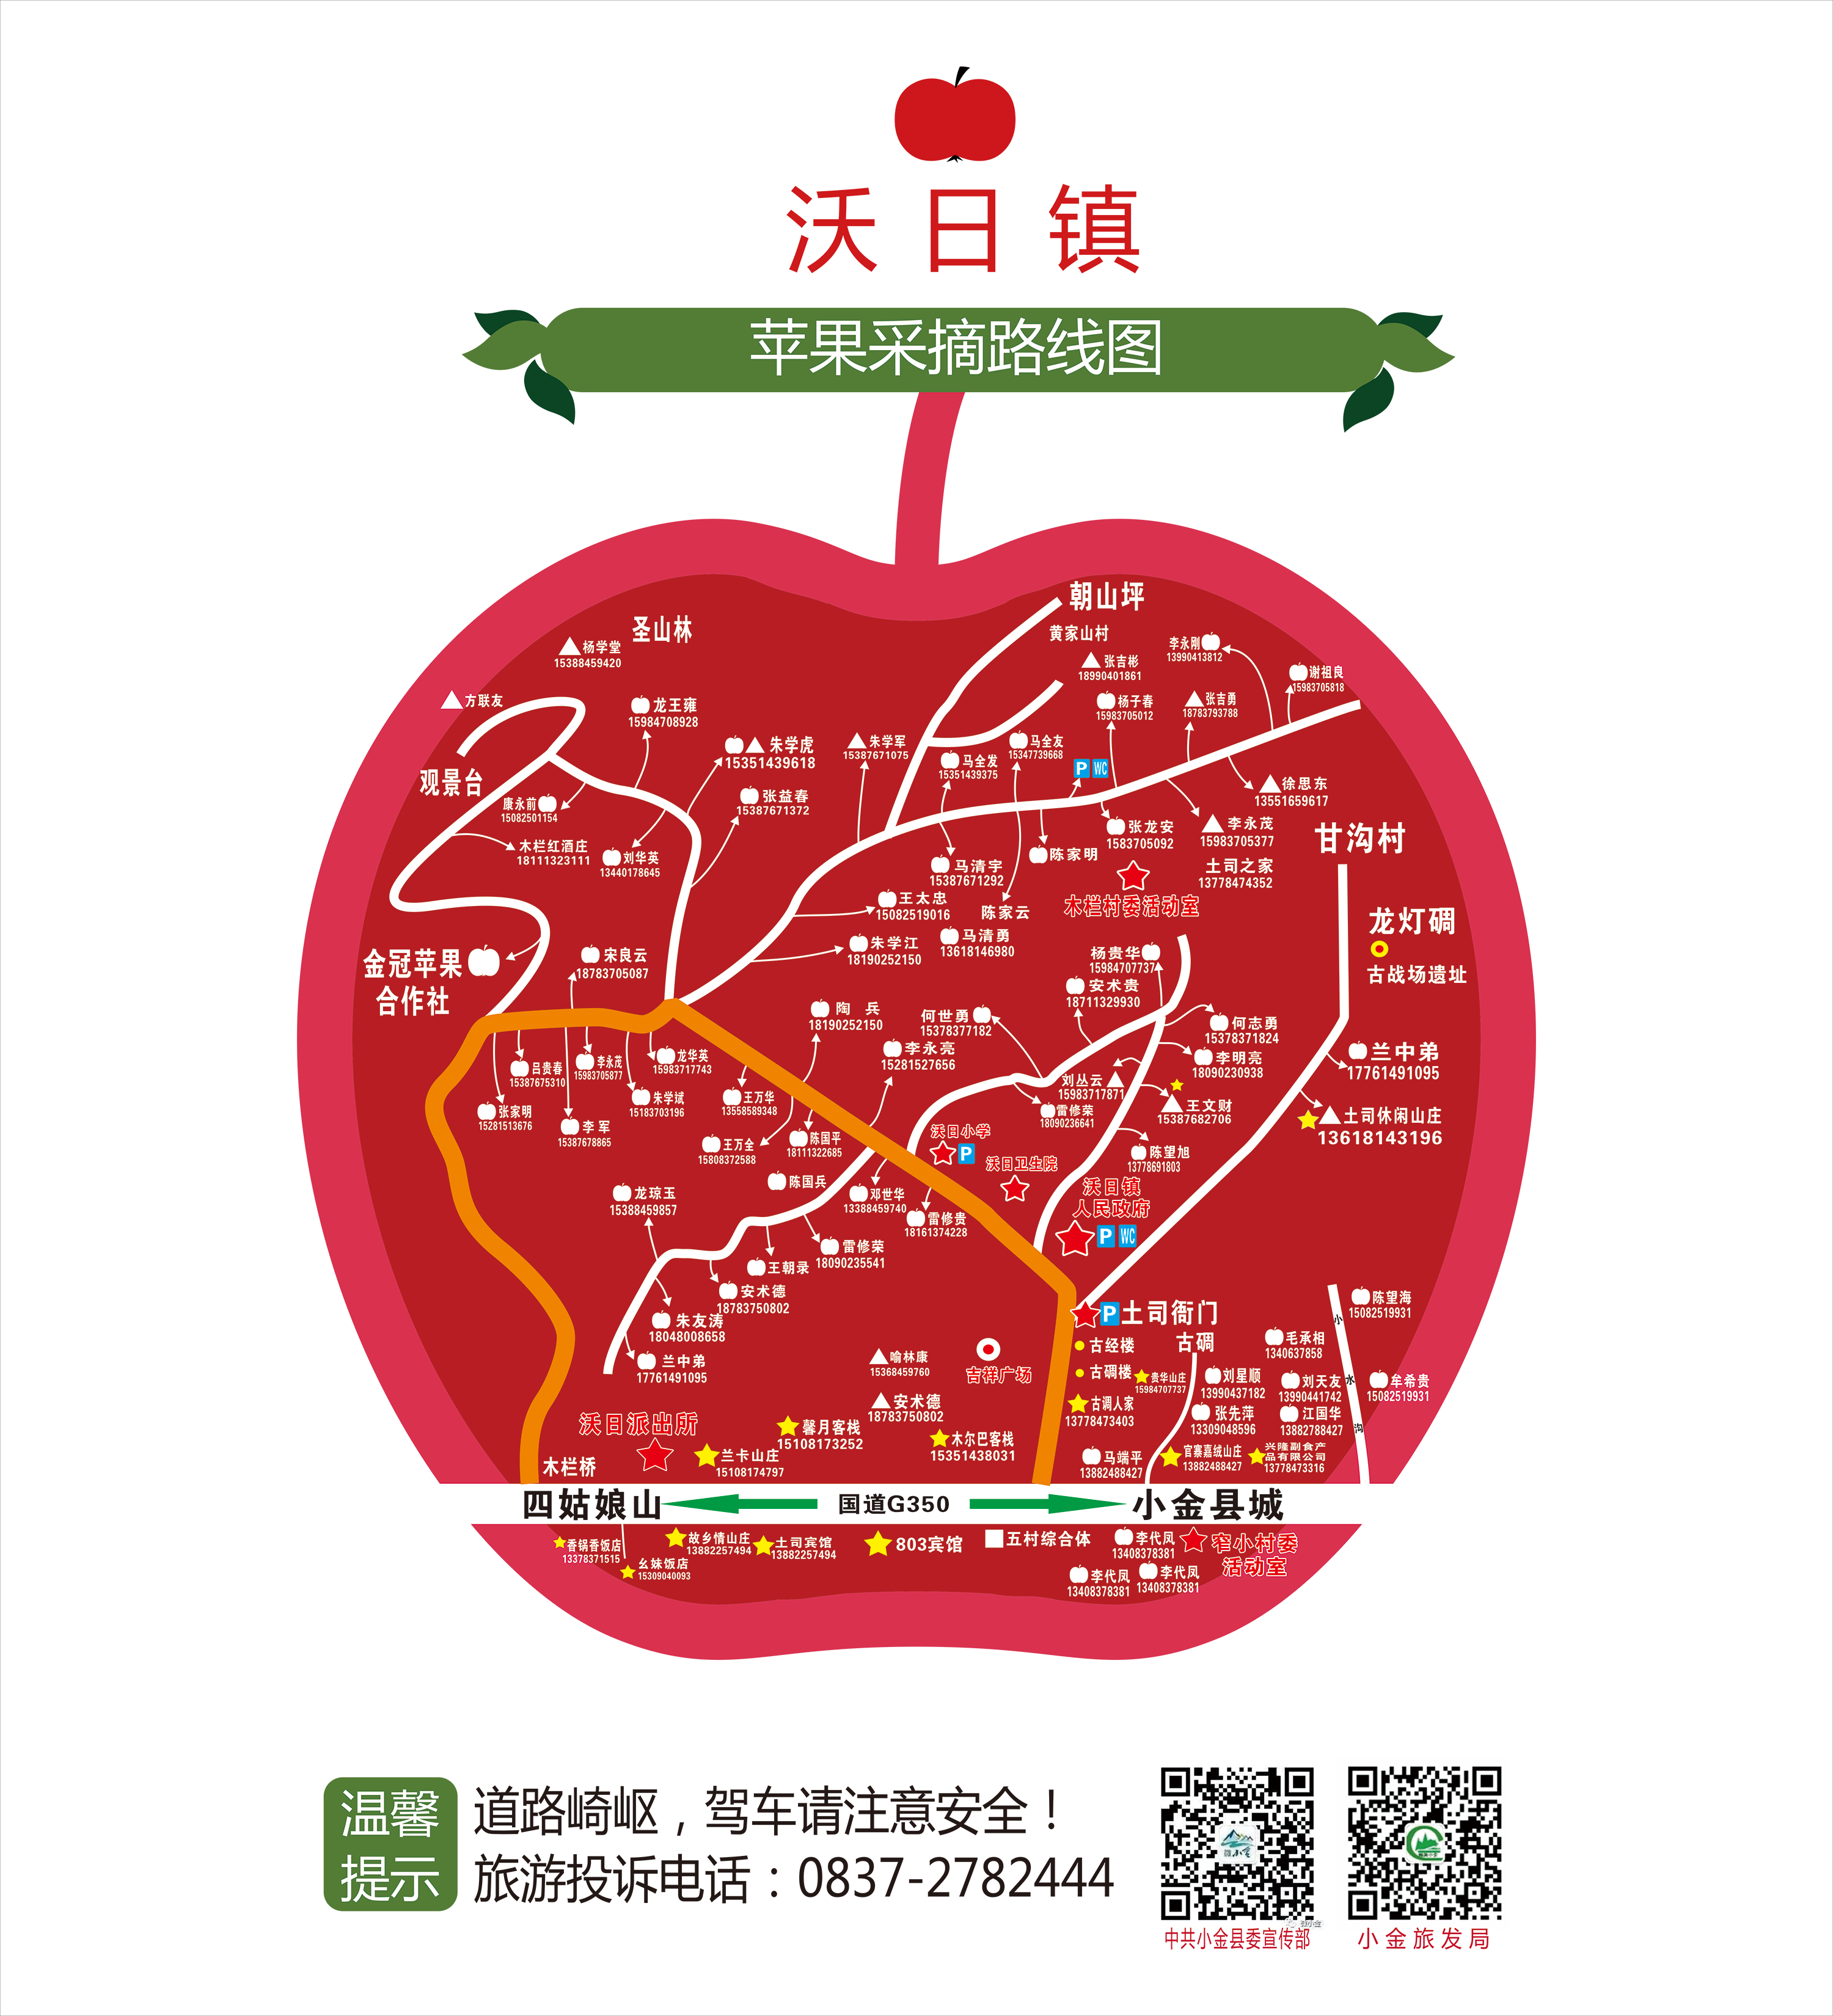 沃日镇
苹果采摘路线图
朝山坪
圣山林
黄家山村
杨学堂
15388459420
李永刚
13990413812
张吉彬
18990401861
谢祖良
15983705818
方联友
龙王雍
15984708928
杨子春
15983705012
张吉勇
18783793788
朱学虎
15351439618
朱学军
15387671075
马全友
15347739668
马全发
15351439375
P WC
观景台
徐思东
13551659617
康永前
15082501154
张益春
15387671372
张龙安
1583705092
李永茂
15983705377
甘沟村
木栏红酒庄
18111323111
刘华英
13440178645
陈家明
马清宇
15387671292
土司之家
13778474352
王太忠
15082519016
陈家云
木栏村委活动室
龙灯碉
古战场遗址
朱学江
18190252150
马清勇
13618146980
金冠苹果
合作社
宋良云
18783705087
杨贵华
15984707737
安术贵
18711329930
陶 兵
18190252150
何世勇
15378377182
何志勇
15378371824
李永亮
15281527656
李明亮
18090230938
兰中弟
17761491095
吕贵春
15387675310
李永茂
15983705877
龙华英
15983717743
刘丛云
15983717871
张家明
15281513676
朱学斌
15183703196
王万华
13558589348
雷修荣
18090236641
王文财
15387682706
土司休闲山庄
13618143196
李 军
15387678865
王万全
15808372588
陈国平
18111322685
沃日小学
P
陈望旭
13778691803
沃日卫生院
陈国兵
龙琼玉
15388459857
邓世华
13388459740
沃日镇
人民政府
P WC
雷修贵
18161374228
雷修荣
18090235541
王朝录
安术德
18783750802
朱友涛
18048008658
兰中弟
17761491095
P 土司衙门
陈望海
15082519931
古经楼
古碉
毛承相
1340637858
喻林康
15368459760
吉祥广场
古碉楼
贵华山庄
15984707737
刘星顺
13990437182
刘天友
13990441742
牟希贵
15082519931
小
水
沟
安术德
18783750802
古调人家
13778473403
张先萍
13309048596
江国华
13882788427
沃日派出所
馨月客栈
15108173252
木尔巴客栈
15351438031
木栏桥
兰卡山庄
15108174797
马端平
13882488427
官寨嘉绒山庄
13882488427
兴隆副食产
品有限公司
13778473316
四姑娘山 国道G350 小金县城
香锅香饭店
13378371515
故乡情山庄
13882257494
土司宾馆
13882257494
803宾馆
五村综合体
李代凤
13408378381
窄小村委
活动室
幺妹饭店
15309040093
李代凤
13408378381
李代凤
13408378381
温馨
提示
道路崎岖，驾车请注意安全！
旅游投诉电话：0837-2782444
中共小金县委宣传部
小金旅发局